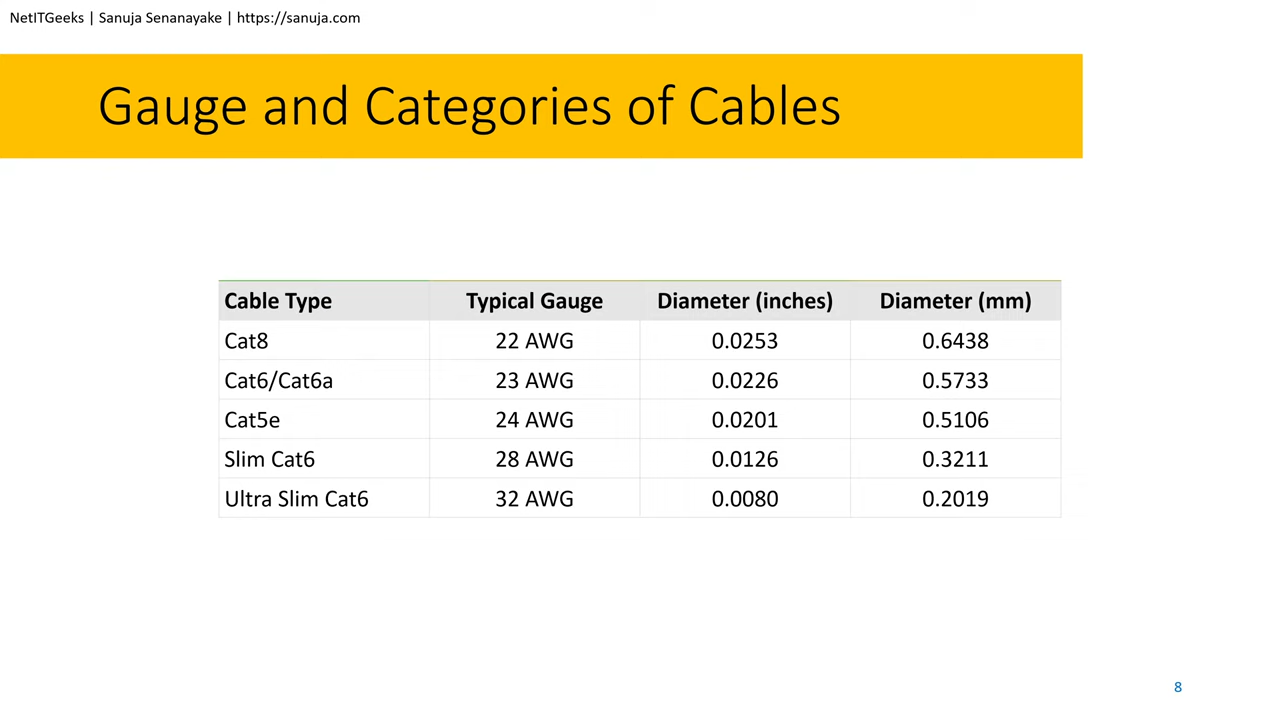 NetITGeeks | Sanuja Senanayake | https://sanuja.com
Gauge and Categories of Cables
Cable Type Typical Gauge Diameter (inches) Diameter (mm)
Cat8 22 AWG 0.0253 0.6438
Cat6/Cat6a 23 AWG 0.0226 0.5733
Cat5e 24 AWG 0.0201 0.5106
Slim Cat6 28 AWG 0.0126 0.3211
Ultra Slim Cat6 32 AWG 0.0080 0.2019
8